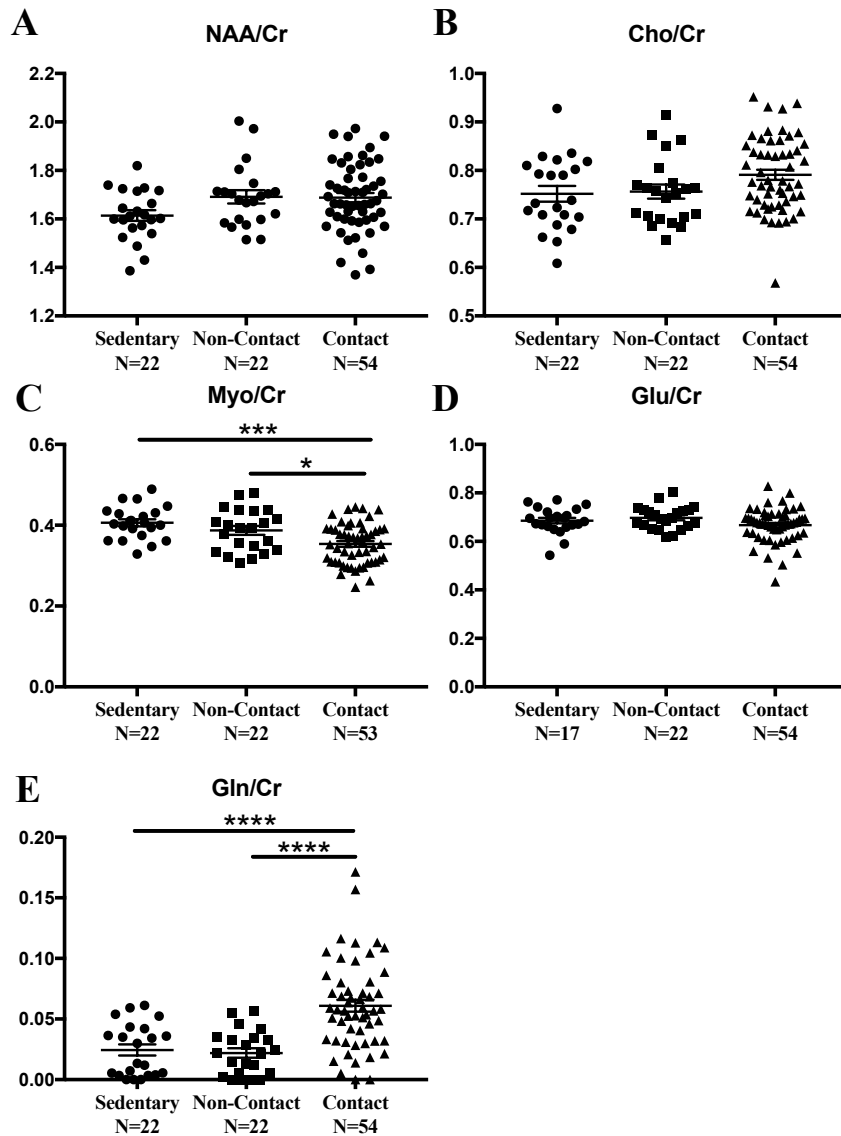 A
NAA/Cr
2.2
2.0
1.8
1.6
1.4
1.2
Sedentary Non-Contact Contact
N=22 N=22 N=54
B
Cho/Cr
1.0
0.9
0.8
0.7
0.6
0.5
Sedentary Non-Contact Contact
N=22 N=22 N=54
C
Myo/Cr
***
*
0.6
0.4
0.2
0.0
Sedentary Non-Contact Contact
N=22 N=22 N=53
D
Glu/Cr
1.0
0.8
0.6
0.4
0.2
0.0
Sedentary Non-Contact Contact
N=17 N=22 N=54
E
Gln/Cr
****
****
0.20
0.15
0.10
0.05
0.00
Sedentary Non-Contact Contact
N=22 N=22 N=54